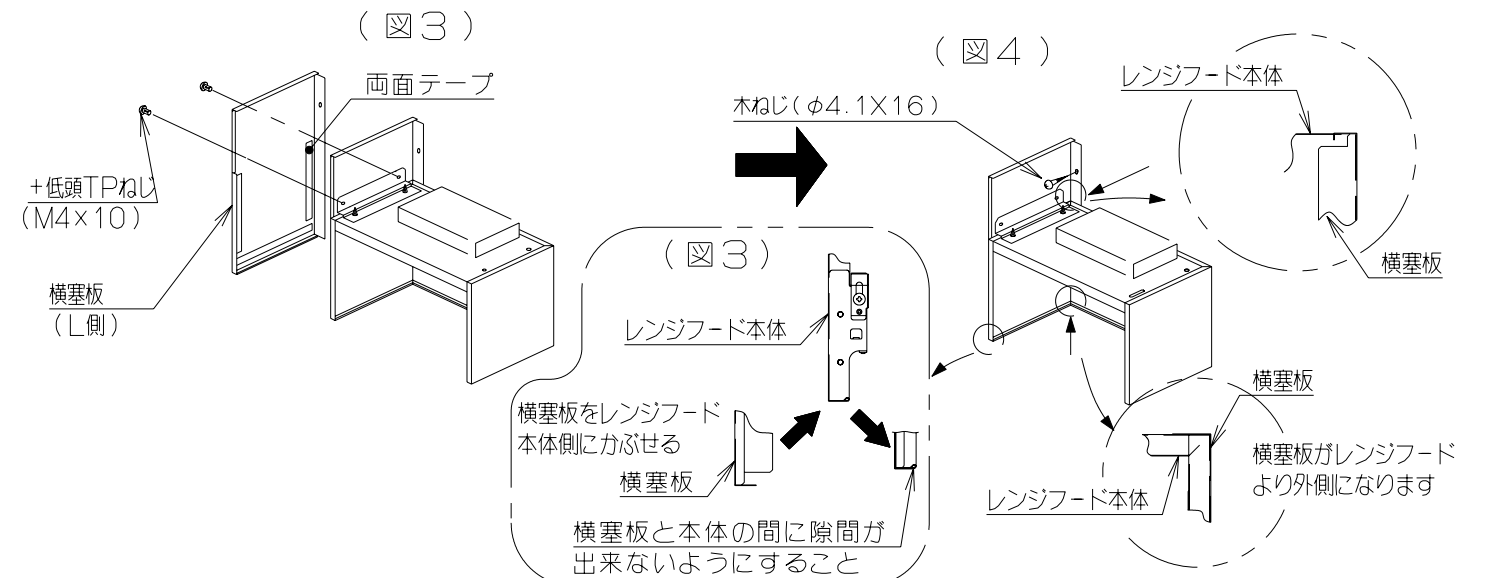 (図3)
両面テープ
+低頭TPねじ
(M4×10)
横塞板
(L側)
(図4)
木ねじ(φ4.1X16)
レンジフード本体
横塞板
(図3)
レンジフード本体
横塞板をレンジフード
本体側にかぶせる
横塞板
横塞板と本体の間に隙間が
出来ないようにすること
横塞板
レンジフード本体
横塞板がレンジフード
より外側になります